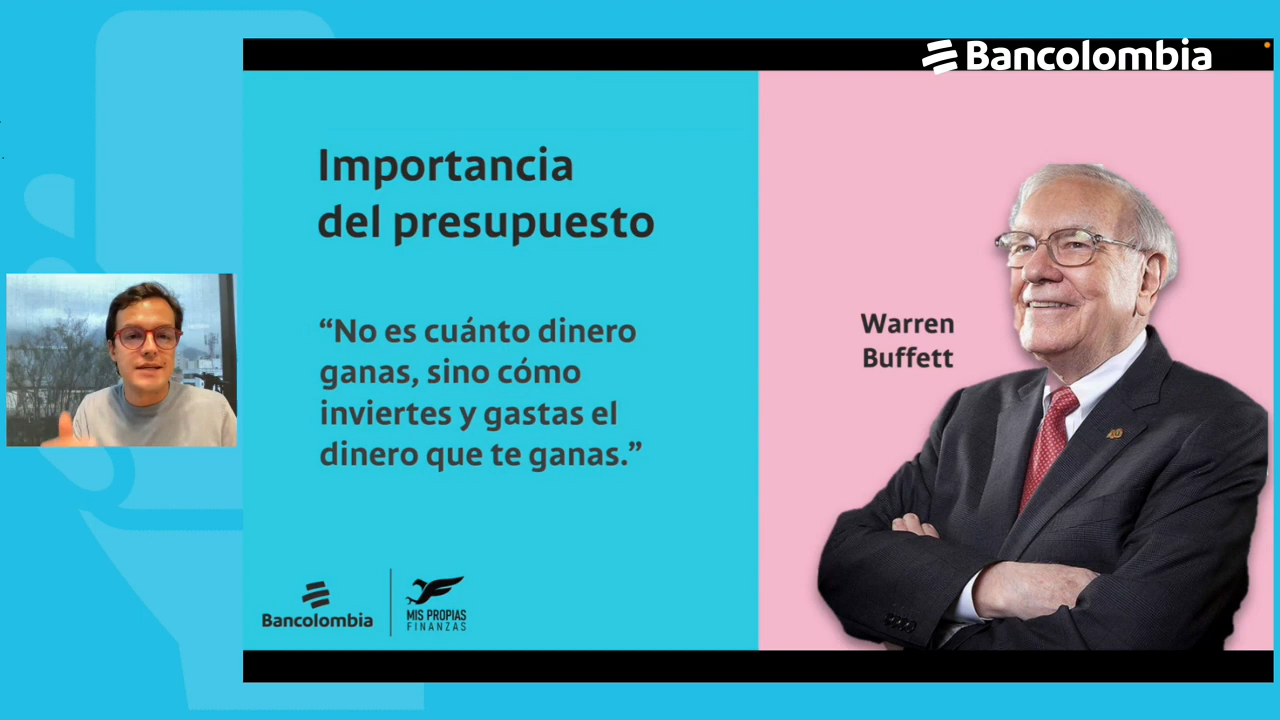 Bancolombia
Importancia
del presupuesto
“No es cuánto dinero
ganas, sino cómo
inviertes y gastas el
dinero que te ganas.”
Warren
Buffett
Bancolombia
MIS PROPIAS
FINANZAS